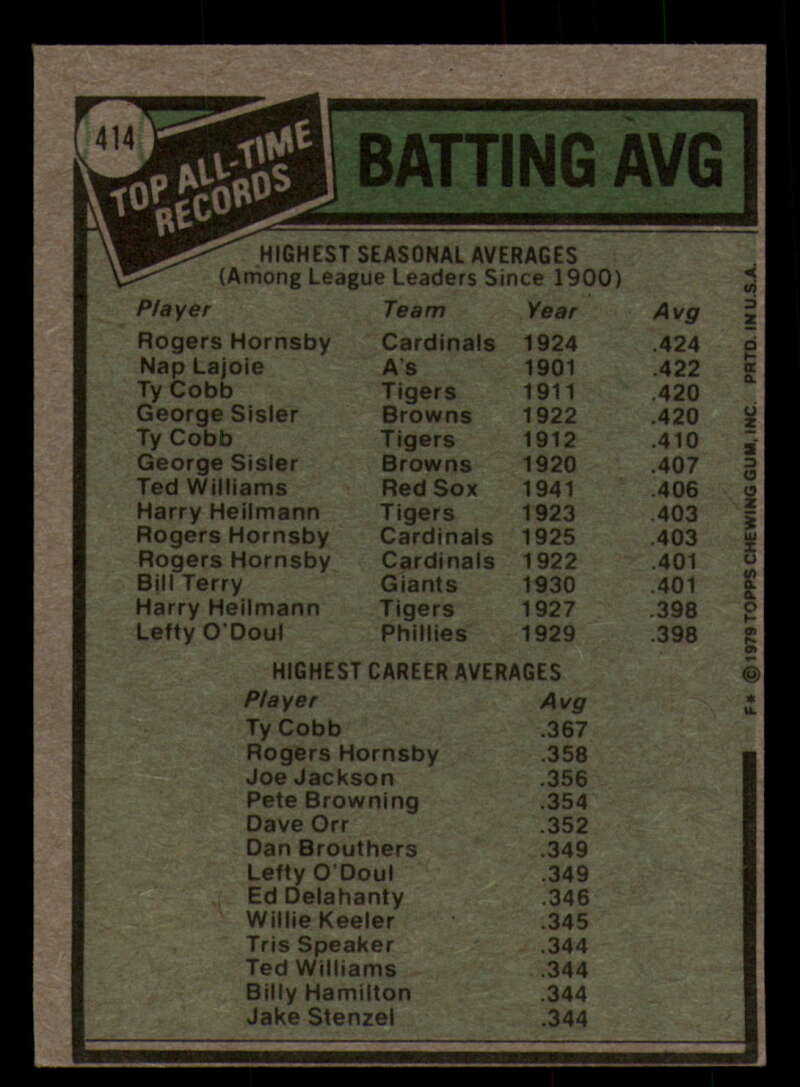 414
TOP ALL-TIME
RECORDS
BATTING AVG
HIGHEST SEASONAL AVERAGES
(Among League Leaders Since 1900)
Player Team Year Avg
Rogers Hornsby Cardinals 1924 .424
Nap Lajoie A's 1901 .422
Ty Cobb Tigers 1911 .420
George Sisler Browns 1922 .420
Ty Cobb Tigers 1912 .410
George Sisler Browns 1920 .407
Ted Williams Red Sox 1941 .406
Harry Heilmann Tigers 1923 .403
Rogers Hornsby Cardinals 1925 .403
Rogers Hornsby Cardinals 1922 .401
Bill Terry Giants 1930 .401
Harry Heilmann Tigers 1927 .398
Lefty O'Doul Phillies 1929 .398
HIGHEST CAREER AVERAGES
Player Avg
Ty Cobb .367
Rogers Hornsby .358
Joe Jackson .356
Pete Browning .354
Dave Orr .352
Dan Brouthers .349
Lefty O'Doul .349
Ed Delahanty .346
Willie Keeler .345
Tris Speaker .344
Ted Williams .344
Billy Hamilton .344
Jake Stenzel .344
F* © 1979 TOPPS CHEWING GUM, INC. PRTD. IN U.S.A.